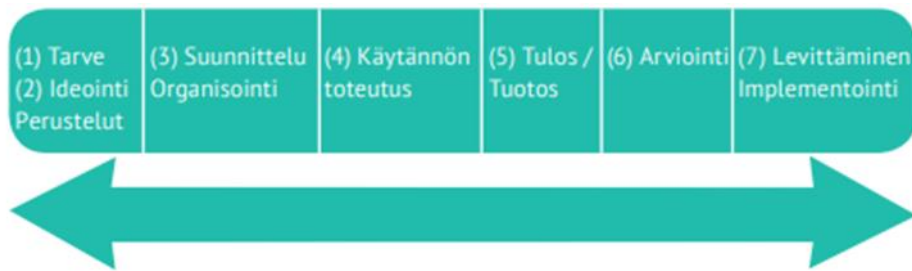 (1) Tarve
(2) Ideointi
Perustelut
(3) Suunnittelu
Organisointi
(4) Käytännön
toteutus
(5) Tulos /
Tuotos
(6) Arviointi
(7) Levittäminen
Implementointi